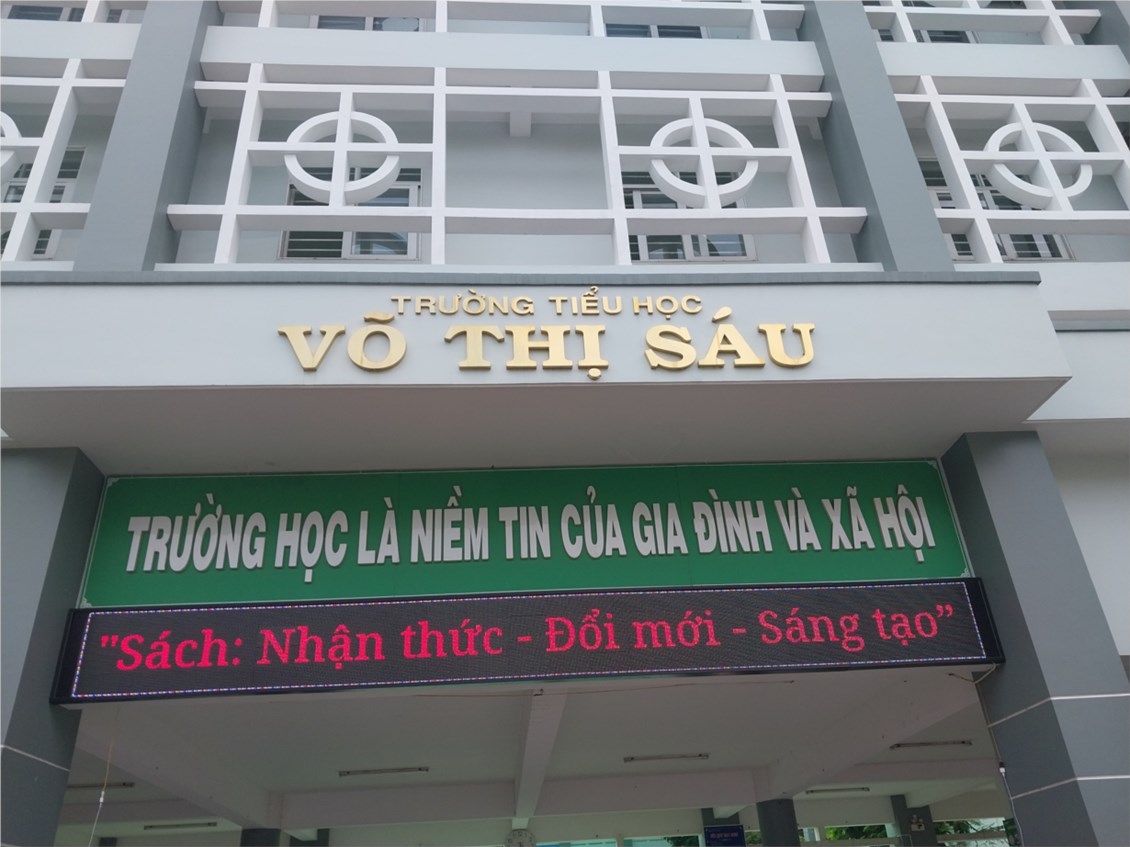 TRƯỜNG TIỂU HỌC
VÕ THỊ SÁU
TRƯỜNG HỌC LÀ NIỀM TIN CỦA GIA ĐÌNH VÀ XÃ HỘI
"Sách: Nhận thức - Đổi mới - Sáng tạo”